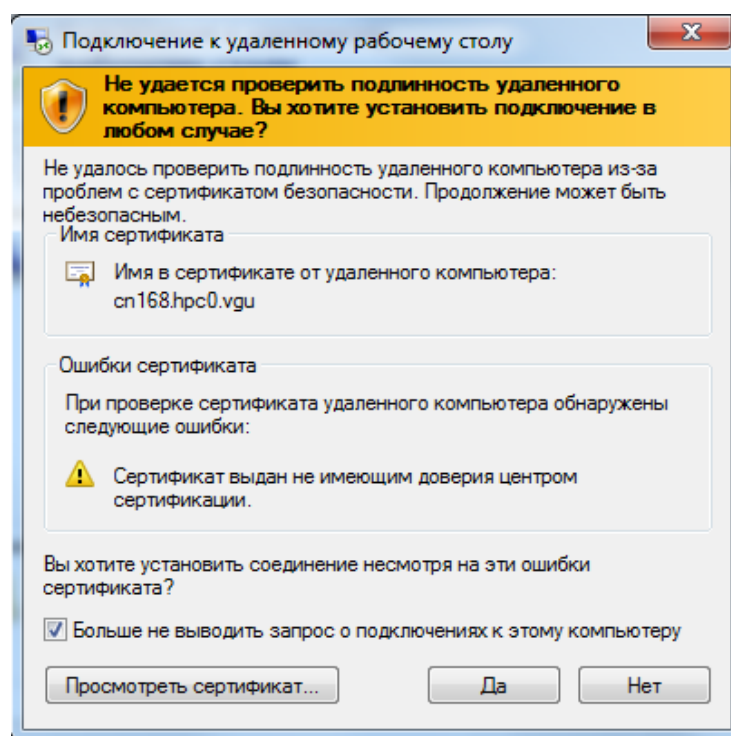 Подключение к удаленному рабочему столу
Не удается проверить подлинность удаленного
компьютера. Вы хотите установить подключение в
любом случае?
Не удалось проверить подлинность удаленного компьютера из-за
проблем с сертификатом безопасности. Продолжение может быть
небезопасным.
Имя сертификата
Имя в сертификате от удаленного компьютера:
cn168.hpc0.vgu
Ошибки сертификата
При проверке сертификата удаленного компьютера обнаружены
следующие ошибки:
Сертификат выдан не имеющим доверия центром
сертификации.
Вы хотите установить соединение несмотря на эти ошибки
сертификата?
Больше не выводить запрос о подключениях к этому компьютеру
Просмотреть сертификат... Да Нет